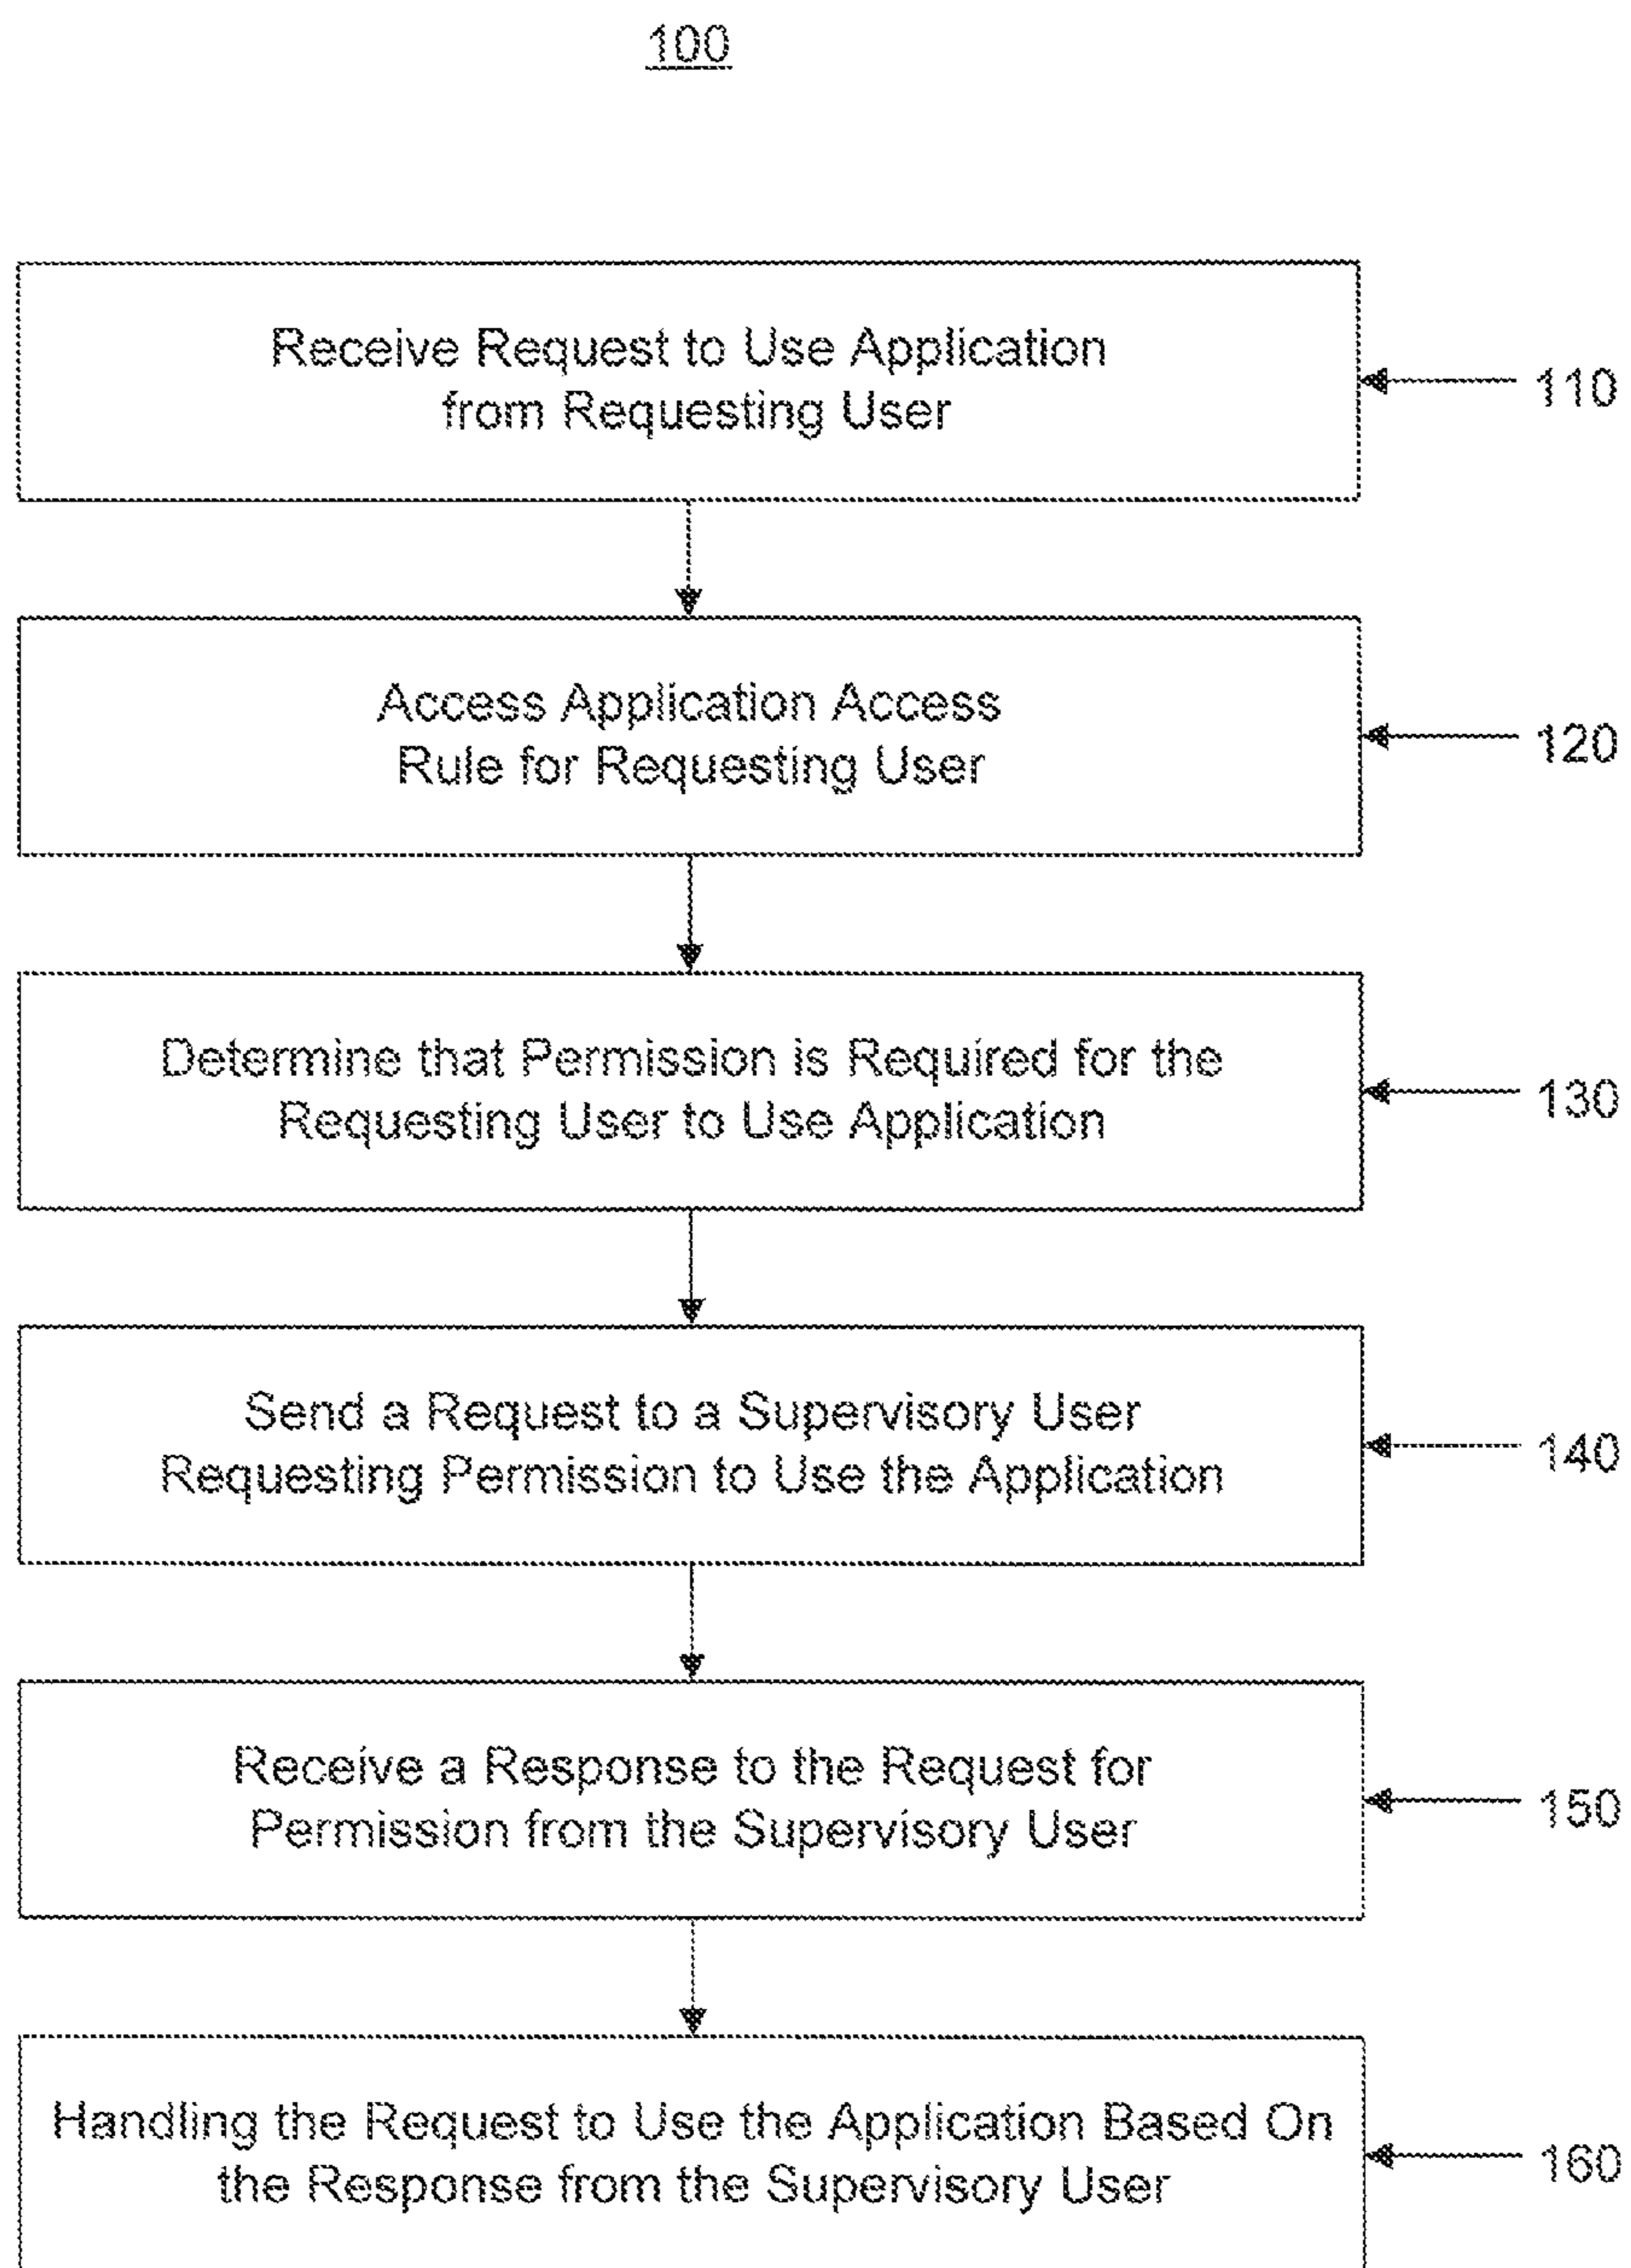 100
Receive Request to Use Application
from Requesting User
110
Access Application Access
Rule for Requesting User
120
Determine that Permission is Required for the
Requesting User to Use Application
130
Send a Request to a Supervisory User
Requesting Permission to Use the Application
140
Receive a Response to the Request for
Permission from the Supervisory User
150
Handling the Request to Use the Application Based On
the Response from the Supervisory User
160